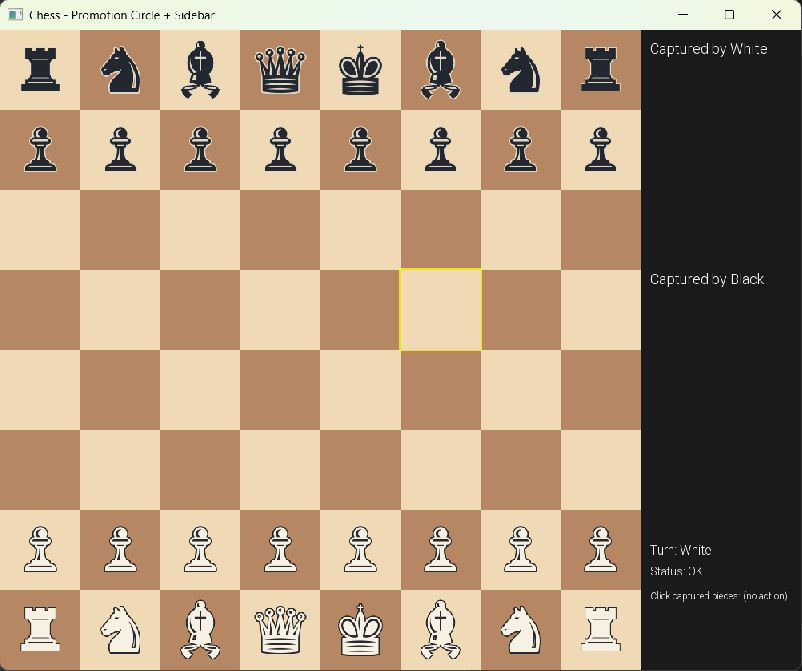 Chess - Promotion Circle + Sidebar
Captured by White
Captured by Black
Turn: White
Status: OK
Click captured pieces: (no action)